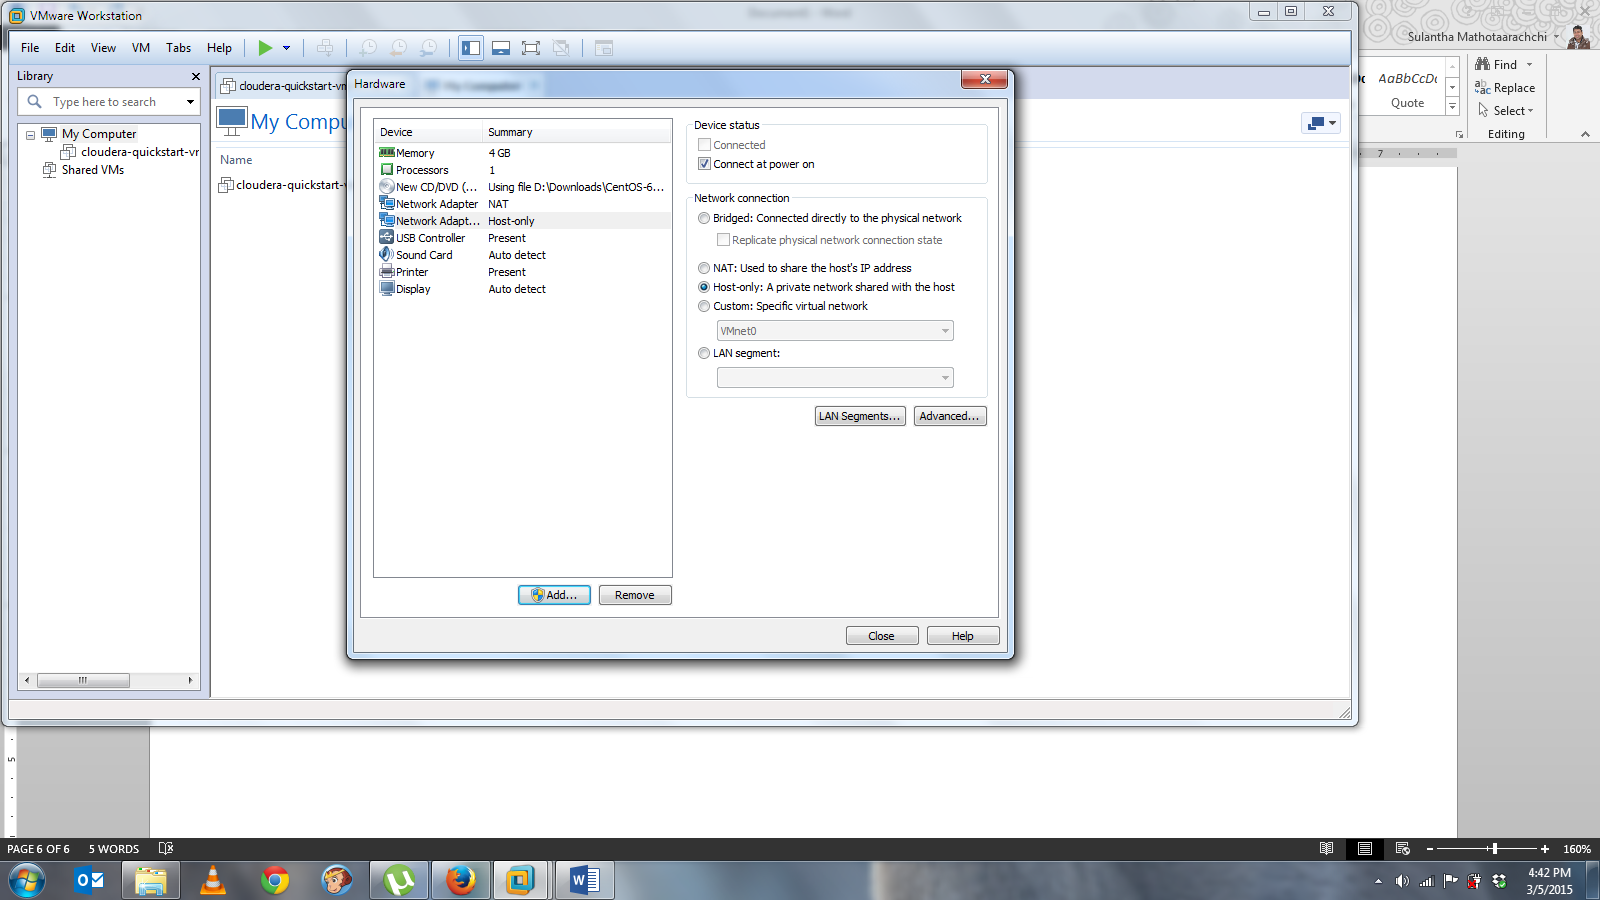 VMware Workstation
Sulantha Mathotaarachchi
File Edit View VM Tabs Help
Library
Type here to search
My Computer
cloudera-quickstart-vr
Shared VMs
cloudera-quickstart-vm
My Compu
Name
cloudera-quickstart-v
Hardware
My Computer
Device Summary
Memory 4 GB
Processors 1
New CD/DVD (... Using file D:\Downloads\CentOS-6...
Network Adapter NAT
Network Adapt... Host-only
USB Controller Present
Sound Card Auto detect
Printer Present
Display Auto detect
Add... Remove
Device status
Connected
Connect at power on
Network connection
Bridged: Connected directly to the physical network
Replicate physical network connection state
NAT: Used to share the host's IP address
Host-only: A private network shared with the host
Custom: Specific virtual network
VMnet0
LAN segment:
LAN Segments... Advanced...
Close Help
AaBbCcDc
Quote
Find
Replace
Select
Editing
7
5
PAGE 6 OF 6 5 WORDS
160%
4:42 PM
3/5/2015